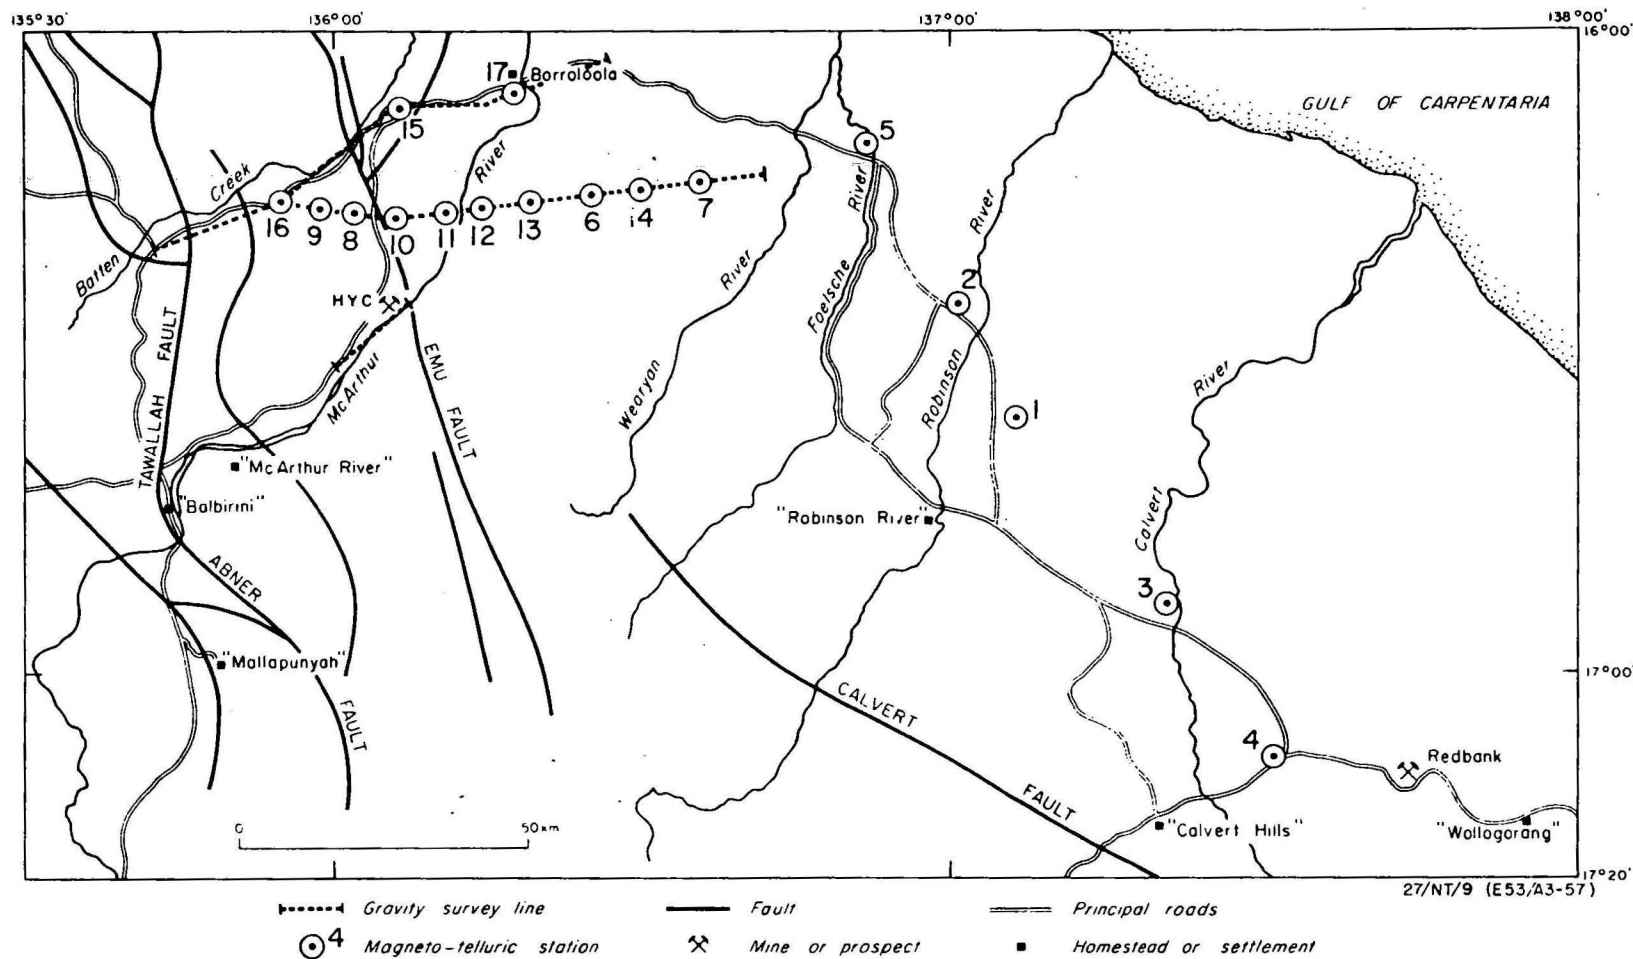 135°30'
136°00'
137°00'
138°00'
16°00'
GULF OF CARPENTARIA
17
Borroloola
15
5
Creek
River
River
River
16
9
8
10
11
12
13
6
14
7
Batten
HYC
River
Foelsche
2
TAWALLAH FAULT
EMU FAULT
McArthur
Wearyan
Robinson
River
1
"McArthur River"
"Balbirini"
"Robinson River"
Calvert
3
ABNER
FAULT
"Mallapunyah"
17°00'
CALVERT
FAULT
4
Redbank
0
50km
"Calvert Hills"
"Wollogorang"
17°20'
27/NT/9 (E53/A3-57)
Gravity survey line
Fault
Principal roads
4
Magneto-telluric station
Mine or prospect
Homestead or settlement